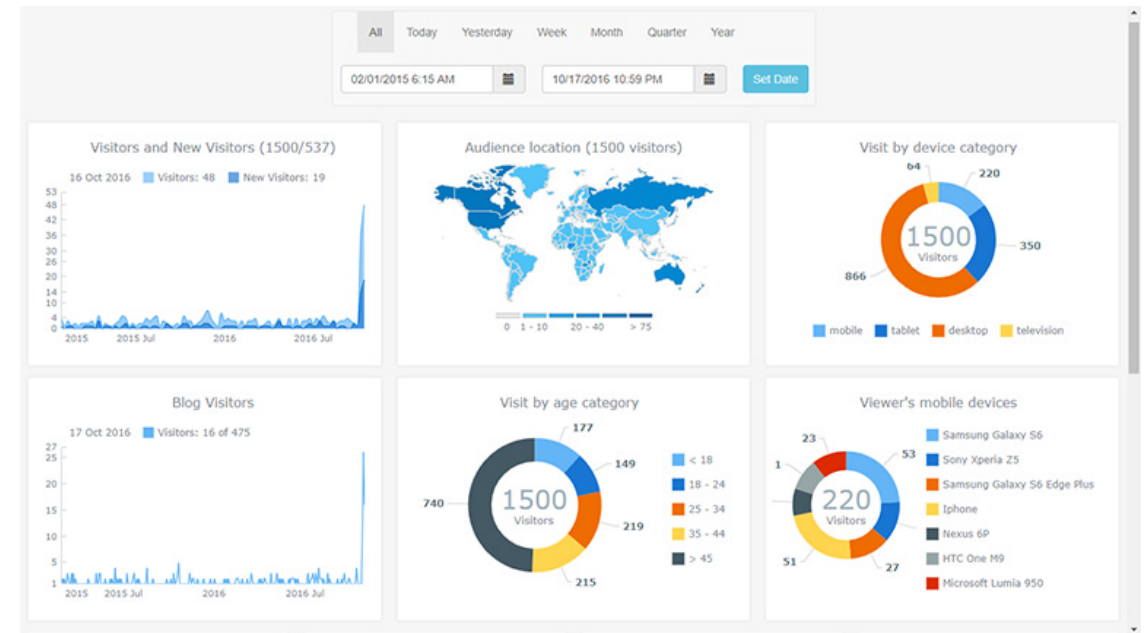 All Today Yesterday Week Month Quarter Year
02/01/2015 6:15 AM 10/17/2016 10:59 PM Set Date
Visitors and New Visitors (1500/537)
16 Oct 2016 Visitors: 48 New Visitors: 19
53
48
42
36
30
26
20
14
10
4
0
2015 2015 Jul 2016 2016 Jul
Audience location (1500 visitors)
0 1 - 10 20 - 40 > 75
Visit by device category
64
220
350
866
1500
Visitors
mobile tablet desktop television
Blog Visitors
17 Oct 2016 Visitors: 16 of 475
27
25
20
15
10
5
1
2015 2015 Jul 2016 2016 Jul
Visit by age category
177
149
219
215
740
1500
Visitors
< 18
18 - 24
25 - 34
35 - 44
> 45
Viewer's mobile devices
23
53
1
51
27
220
Visitors
Samsung Galaxy S6
Sony Xperia Z5
Samsung Galaxy S6 Edge Plus
Iphone
Nexus 6P
HTC One M9
Microsoft Lumia 950